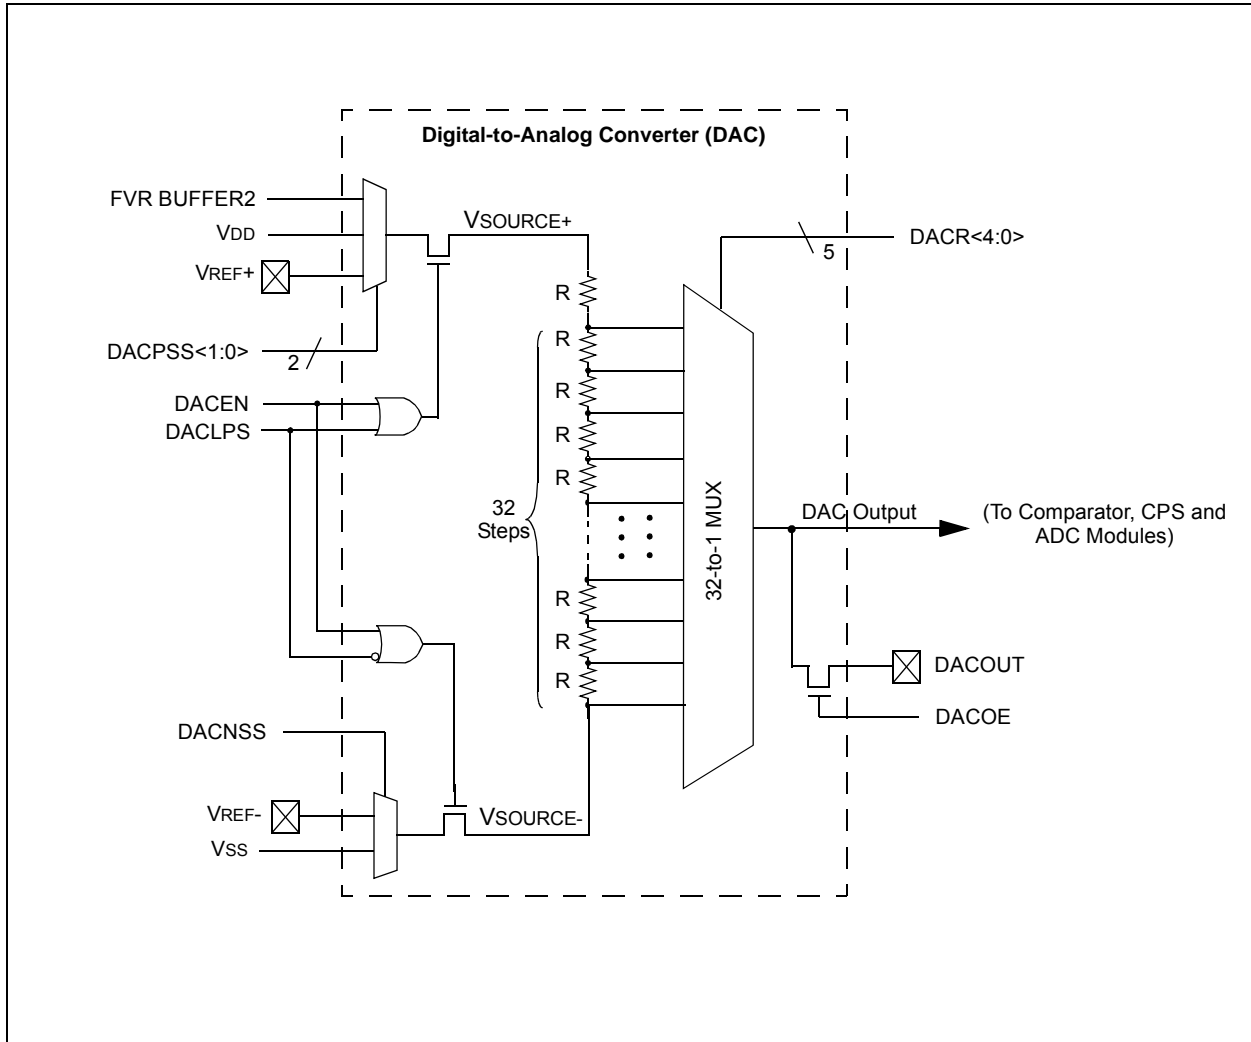 Digital-to-Analog Converter (DAC)
FVR BUFFER2
VDD
VREF+
DACPSS<1:0>
2
DACEN
DACLPS
VSOURCE+
R
R
R
R
R
32
Steps
R
R
R
DACR<4:0>
5
32-to-1 MUX
DAC Output
(To Comparator, CPS and
ADC Modules)
DACOUT
DACOE
DACNSS
VREF-
VSS
VSOURCE-